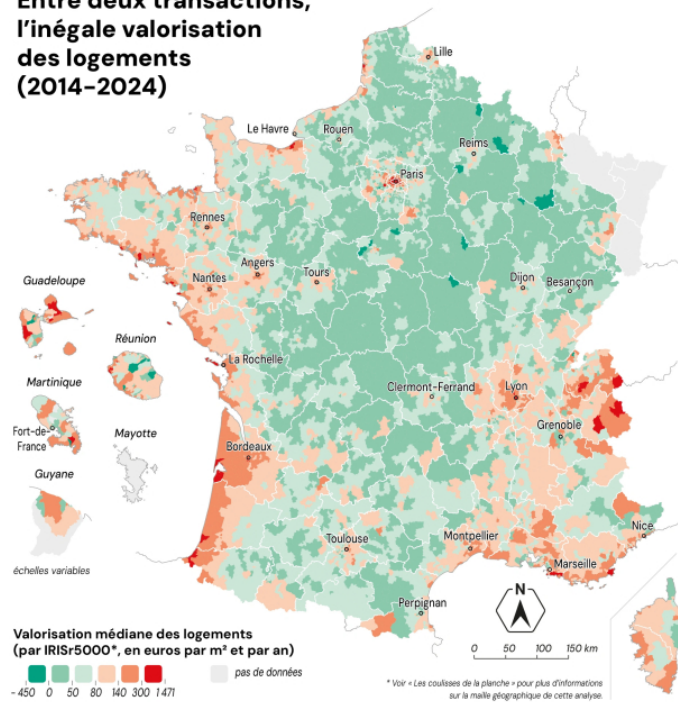 Entre deux transactions,
l’inégale valorisation
des logements
(2014-2024)
Lille
Le Havre
Rouen
Reims
Paris
Rennes
Angers
Nantes
Tours
Dijon
Besançon
Guadeloupe
Réunion
La Rochelle
Martinique
Clermont-Ferrand
Lyon
Fort-de-
France
Mayotte
Grenoble
Bordeaux
Guyane
Toulouse
Montpellier
Nice
échelles variables
Marseille
Perpignan
N
Valorisation médiane des logements
(par IRISr5000*, en euros par m² et par an)
pas de données
- 450 0 50 80 140 300 1 471
0 50 100 150 km
* Voir « Les coulisses de la planche » pour plus d’informations
sur la maille géographique de cette analyse.